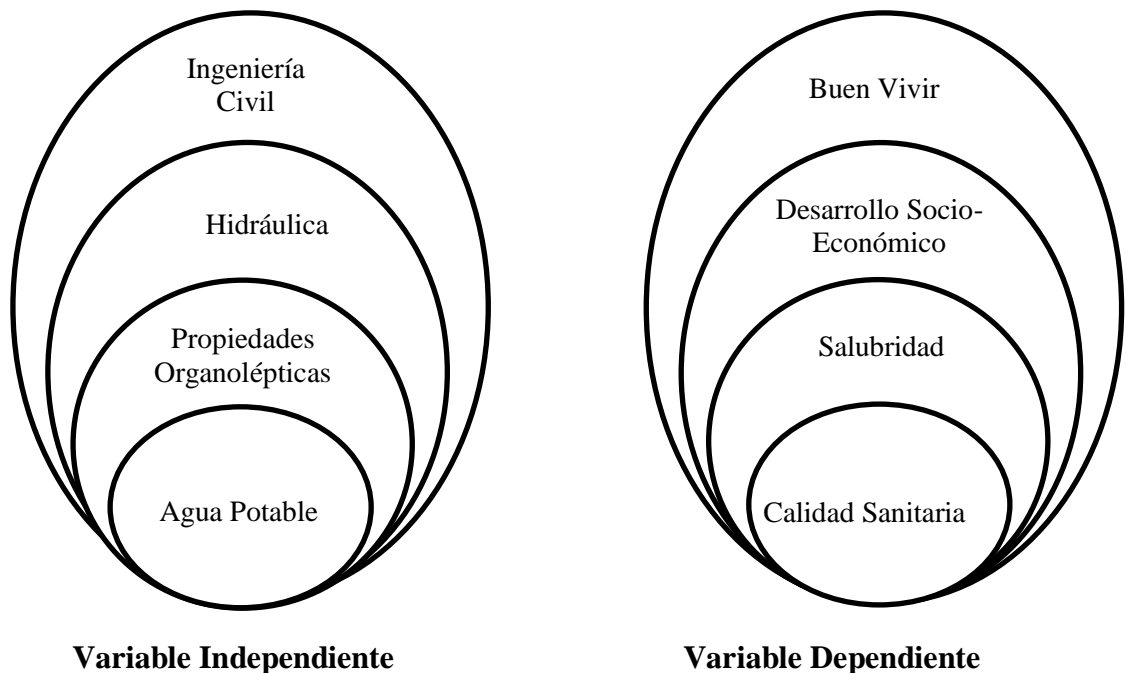 Ingeniería
Civil
Hidráulica
Propiedades
Organolépticas
Agua Potable
Variable Independiente
Buen Vivir
Desarrollo Socio-
Económico
Salubridad
Calidad Sanitaria
Variable Dependiente